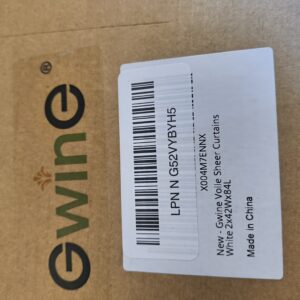 Gwine®
LPN N G52VYBYH5
X004M7ENNX
New - Gwine Voile Sheer Curtains
White 2x42Wx84L
Made In China